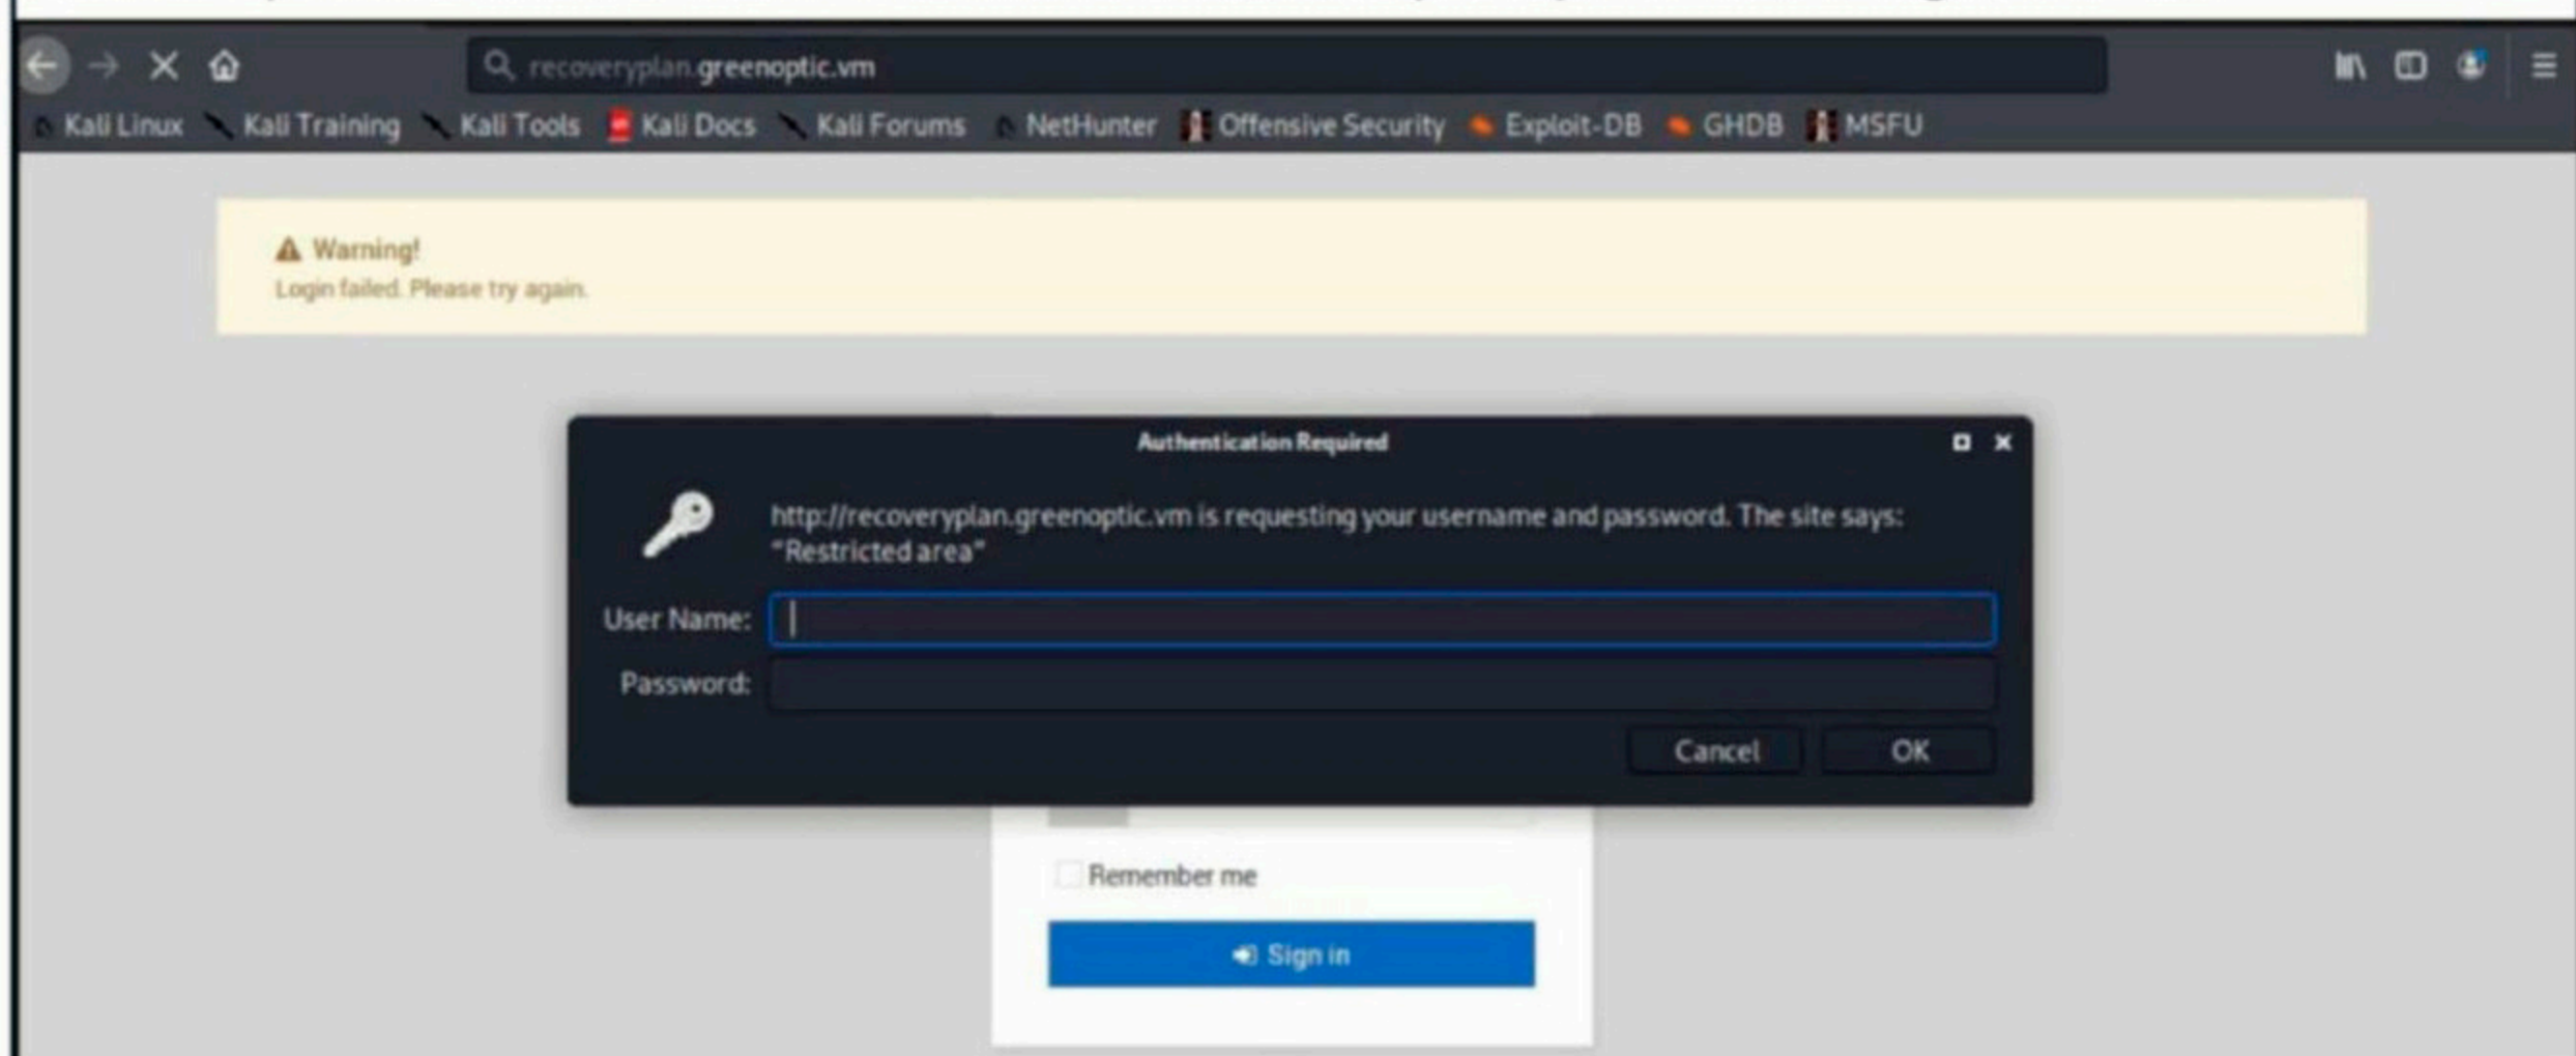 recoveryplan.greenoptic.vm
Kali Linux Kali Training Kali Tools Kali Docs Kali Forums NetHunter Offensive Security Exploit-DB GHDB MSFU
Warning!
Login failed. Please try again.
Authentication Required
http://recoveryplan.greenoptic.vm is requesting your username and password. The site says:
"Restricted area"
User Name:
Password:
Cancel OK
Remember me
Sign in